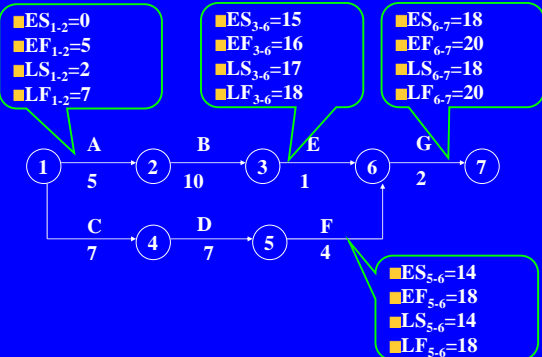 ■ES1-2=0
■EF1-2=5
■LS1-2=2
■LF1-2=7
■ES3-6=15
■EF3-6=16
■LS3-6=17
■LF3-6=18
■ES6-7=18
■EF6-7=20
■LS6-7=18
■LF6-7=20
A B E G
1 2 3 6 7
5 10 1 2
C D F
4 5
7 7 4
■ES5-6=14
■EF5-6=18
■LS5-6=14
■LF5-6=18